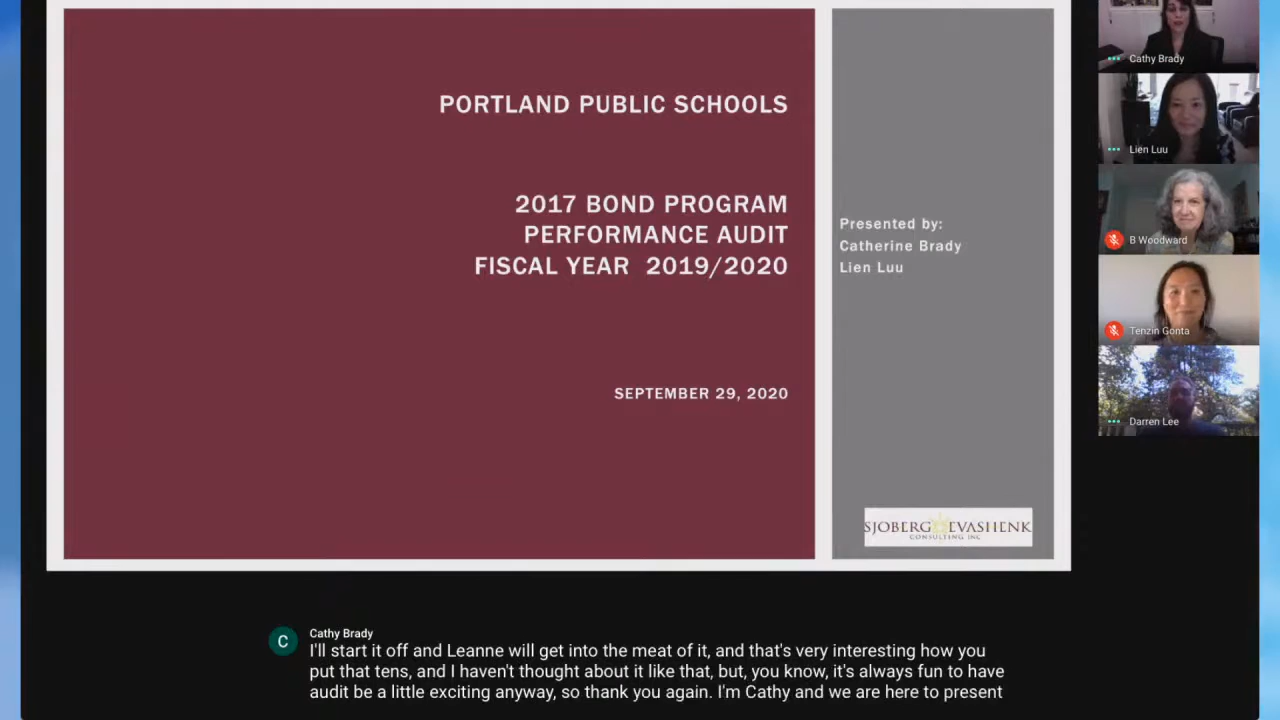 PORTLAND PUBLIC SCHOOLS
2017 BOND PROGRAM
PERFORMANCE AUDIT
FISCAL YEAR 2019/2020
SEPTEMBER 29, 2020
Presented by:
Catherine Brady
Lien Luu
SJOBERG EVASHENK
CONSULTING INC
Cathy Brady
Lien Luu
B Woodward
Tenzin Gonta
Darren Lee
C
Cathy Brady
I'll start it off and Leanne will get into the meat of it, and that's very interesting how you
put that tens, and I haven't thought about it like that, but, you know, it's always fun to have
audit be a little exciting anyway, so thank you again. I'm Cathy and we are here to present